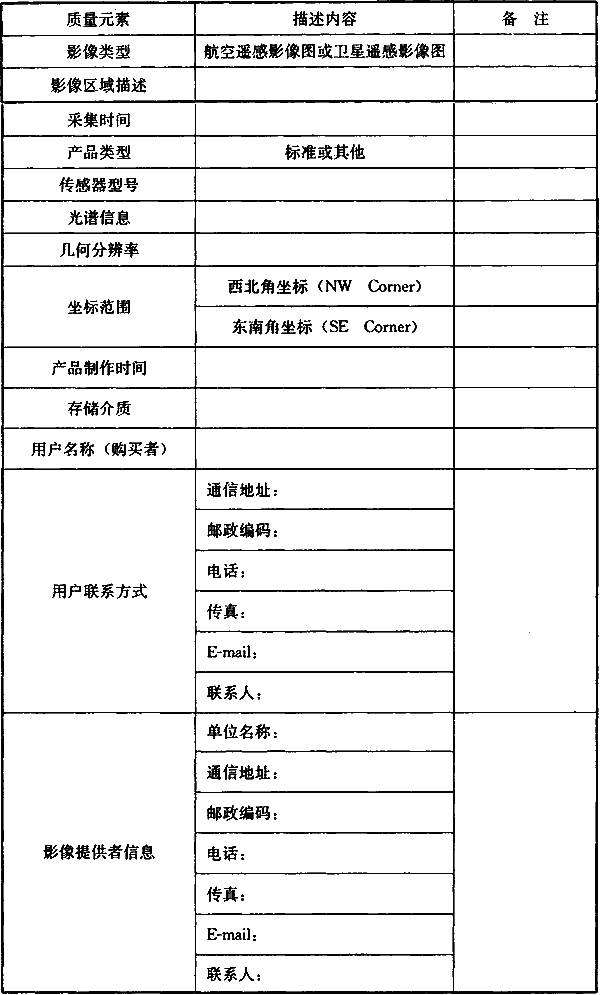 质量元素 描述内容 备 注
影像类型 航空遥感影像图或卫星遥感影像图
影像区域描述
采集时间
产品类型 标准或其他
传感器型号
光谱信息
几何分辨率
坐标范围
西北角坐标（NW Corner）
东南角坐标（SE Corner）
产品制作时间
存储介质
用户名称（购买者）
用户联系方式
通信地址：
邮政编码：
电话：
传真：
E-mail：
联系人：
影像提供者信息
单位名称：
通信地址：
邮政编码：
电话：
传真：
E-mail：
联系人：